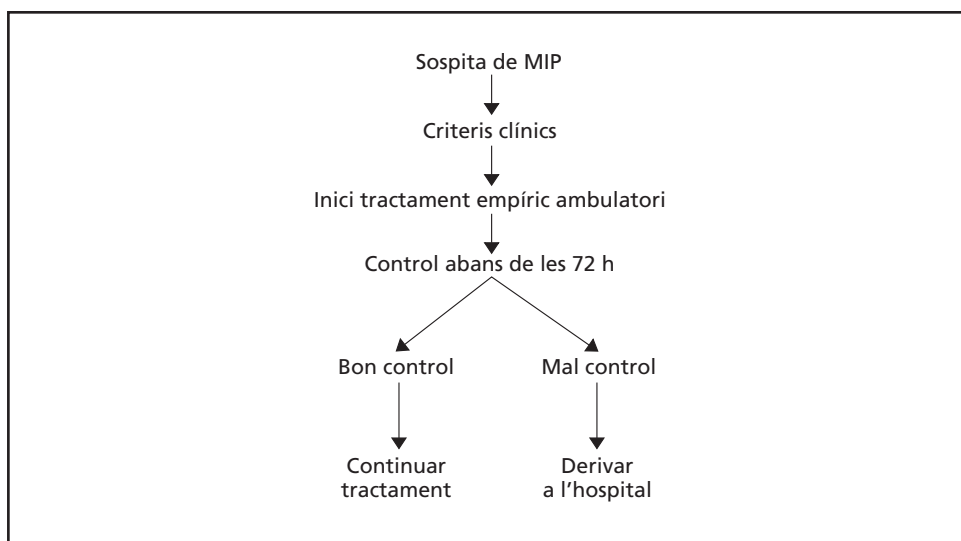 Sospita de MIP
Criteris clínics
Inici tractament empíric ambulatori
Control abans de les 72 h
Bon control
Mal control
Continuar
tractament
Derivar
a l’hospital